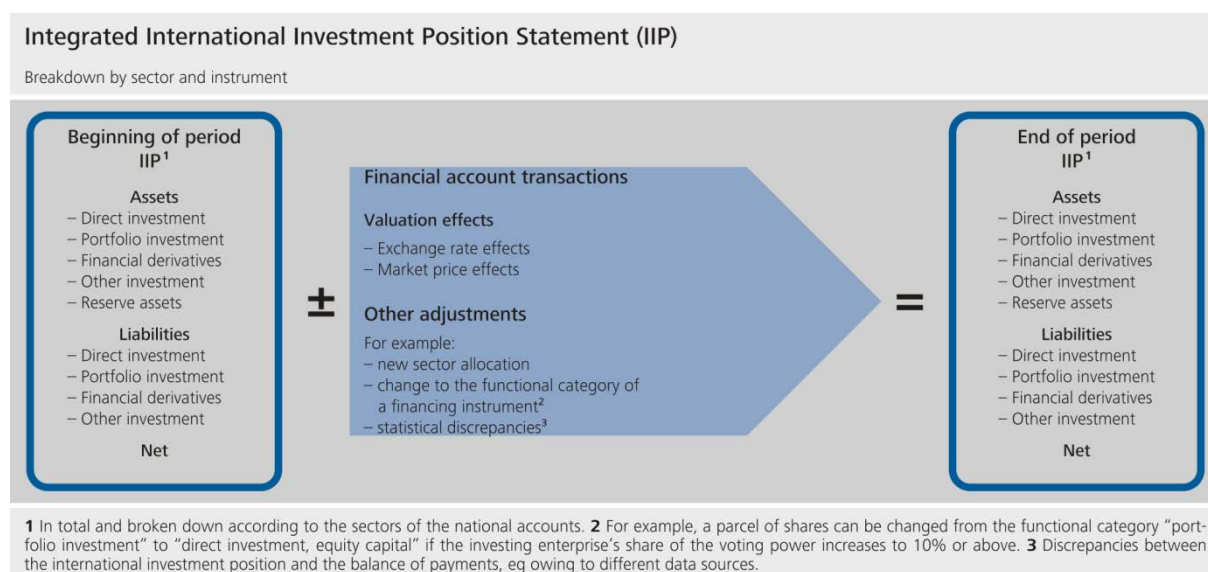 Integrated International Investment Position Statement (IIP)
Breakdown by sector and instrument
Beginning of period
IIP¹
Assets
– Direct investment
– Portfolio investment
– Financial derivatives
– Other investment
– Reserve assets
Liabilities
– Direct investment
– Portfolio investment
– Financial derivatives
– Other investment
Net
±
Financial account transactions
Valuation effects
– Exchange rate effects
– Market price effects
Other adjustments
For example:
– new sector allocation
– change to the functional category of
a financing instrument²
– statistical discrepancies³
=
End of period
IIP¹
Assets
– Direct investment
– Portfolio investment
– Financial derivatives
– Other investment
– Reserve assets
Liabilities
– Direct investment
– Portfolio investment
– Financial derivatives
– Other investment
Net
1 In total and broken down according to the sectors of the national accounts. 2 For example, a parcel of shares can be changed from the functional category “port-
folio investment” to “direct investment, equity capital” if the investing enterprise’s share of the voting power increases to 10% or above. 3 Discrepancies between
the international investment position and the balance of payments, eg owing to different data sources.